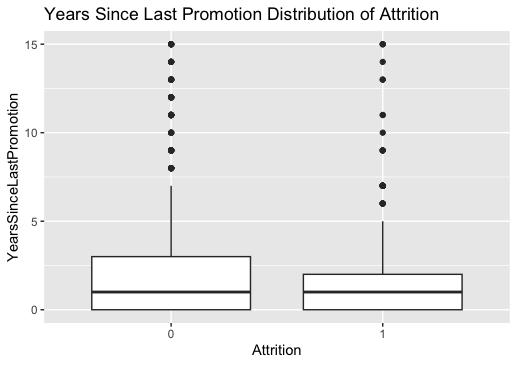 Years Since Last Promotion Distribution of Attrition
15
10
5
0
YearsSinceLastPromotion
0 1
Attrition